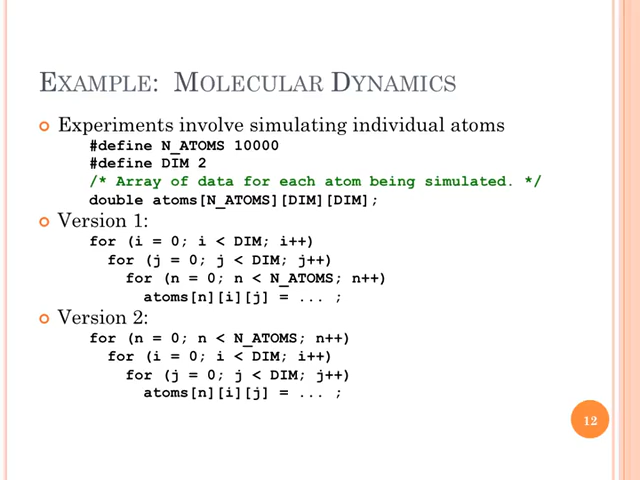 EXAMPLE: MOLECULAR DYNAMICS
Experiments involve simulating individual atoms
#define N_ATOMS 10000
#define DIM 2
/* Array of data for each atom being simulated. */
double atoms[N_ATOMS][DIM][DIM];
Version 1:
for (i = 0; i < DIM; i++)
for (j = 0; j < DIM; j++)
for (n = 0; n < N_ATOMS; n++)
atoms[n][i][j] = ... ;
Version 2:
for (n = 0; n < N_ATOMS; n++)
for (i = 0; i < DIM; i++)
for (j = 0; j < DIM; j++)
atoms[n][i][j] = ... ;
12